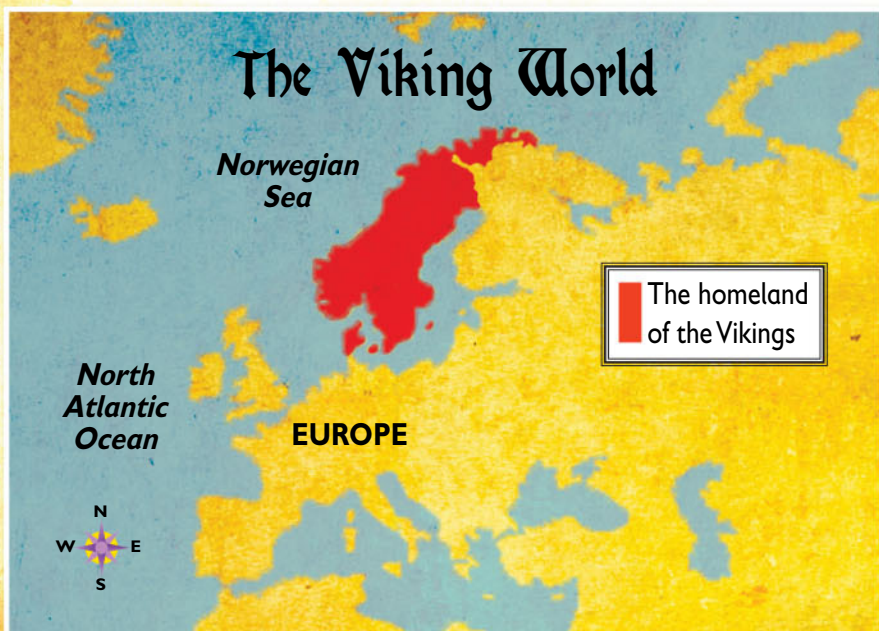 The Viking World
Norwegian
Sea
The homeland
of the Vikings
North
Atlantic
Ocean
EUROPE
N
W E
S